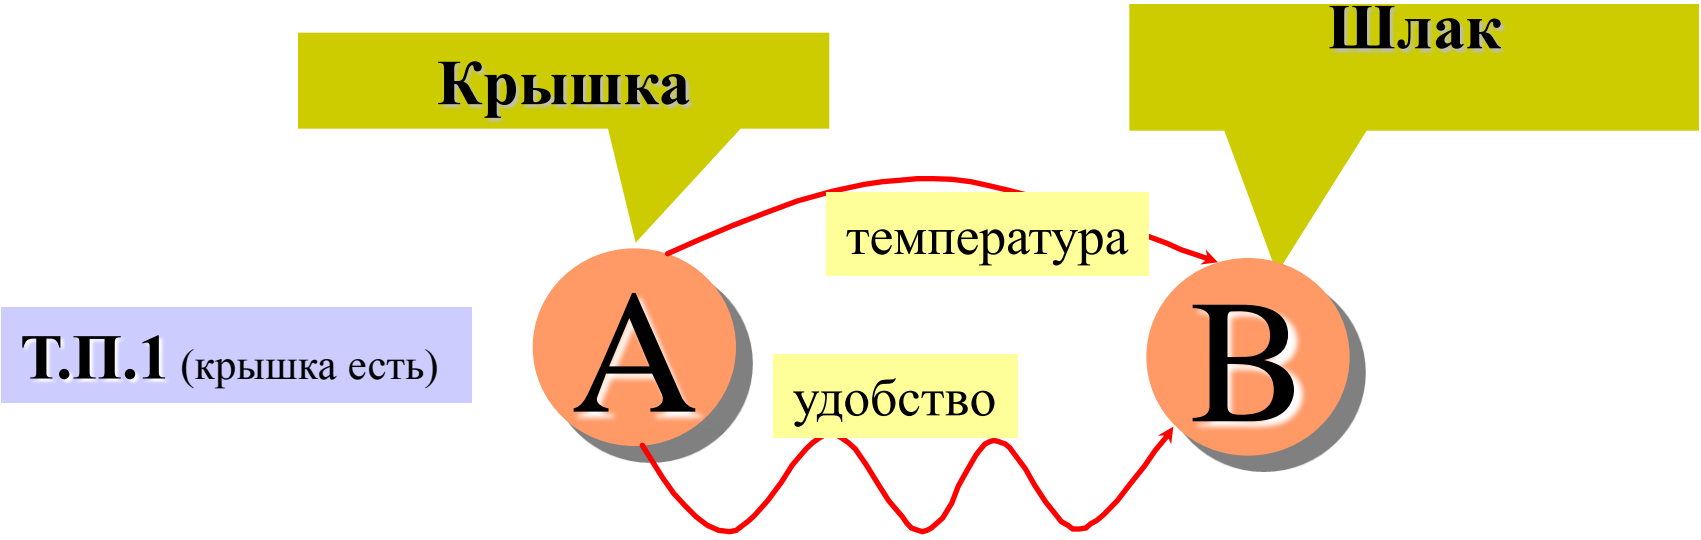 Шлак
Крышка
температура
А
В
Т.П.1 (крышка есть)
удобство